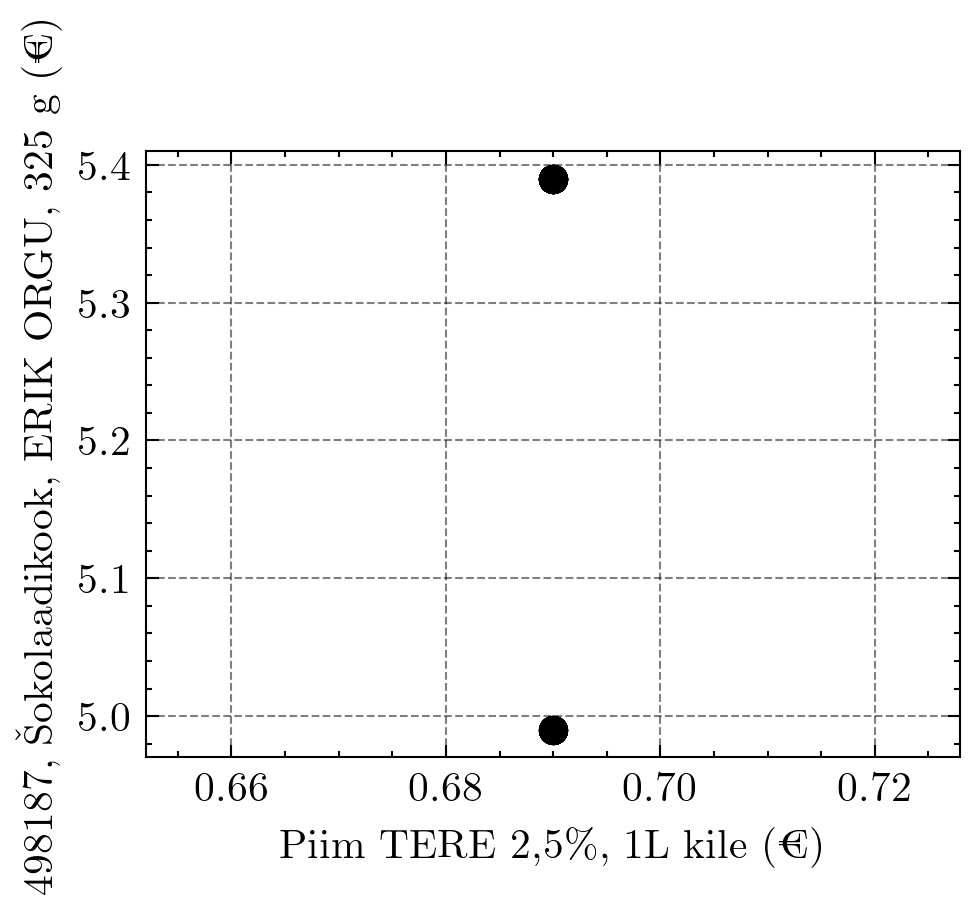 498187, Šokolaadikook, ERIK ORGU, 325 g (€)
5.4
5.3
5.2
5.1
5.0
0.66 0.68 0.70 0.72
Piim TERE 2,5%, 1L kile (€)